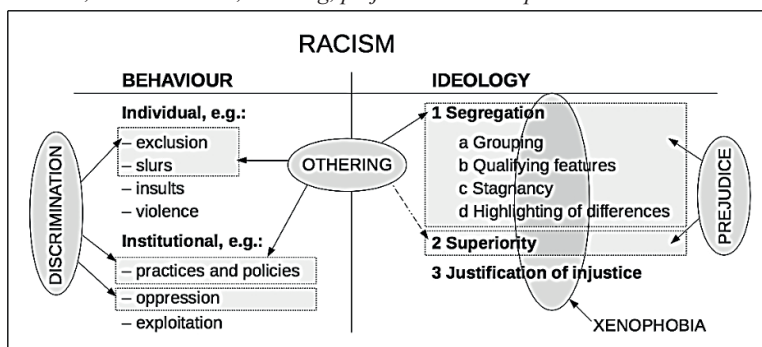 RACISM
BEHAVIOUR
IDEOLOGY
Individual, e.g.:
– exclusion
– slurs
– insults
– violence
Institutional, e.g.:
– practices and policies
– oppression
– exploitation
DISCRIMINATION
OTHERING
1 Segregation
a Grouping
b Qualifying features
c Stagnancy
d Highlighting of differences
2 Superiority
3 Justification of injustice
PREJUDICE
XENOPHOBIA